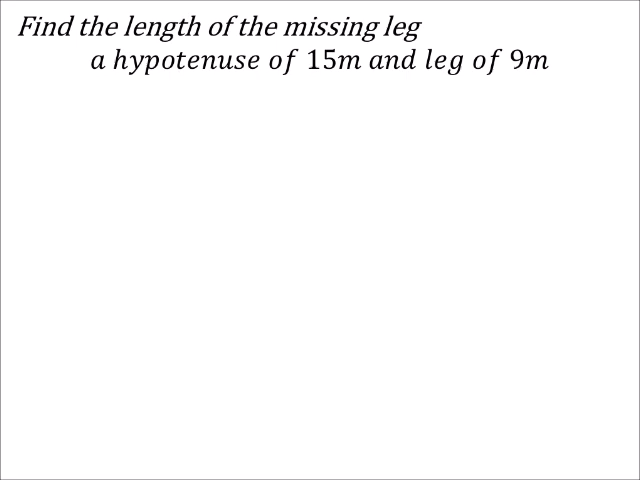 Find the length of the missing leg
a hypotenuse of 15m and leg of 9m